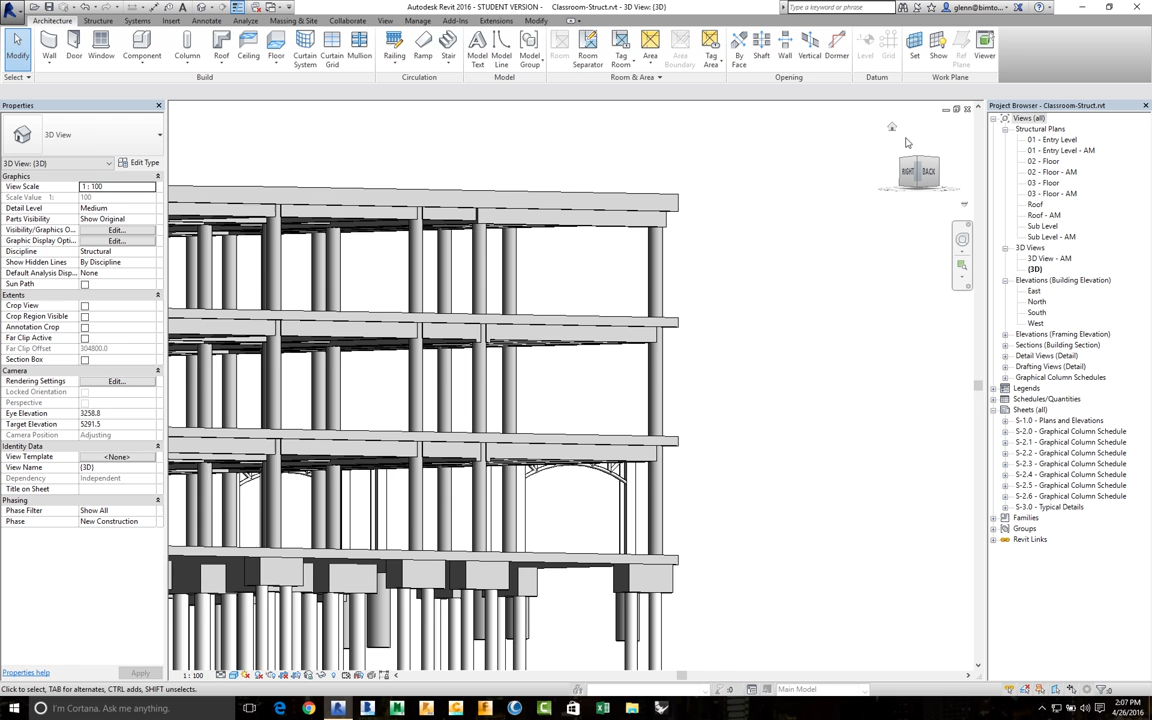 Autodesk Revit 2016 - STUDENT VERSION - Classroom-Struct.rvt - 3D View: {3D}
Type a keyword or phrase
glenn@bimto...
Architecture Structure Systems Insert Annotate Analyze Massing & Site Collaborate View Manage Add-Ins Extensions Modify
Modify Wall Door Window Component Column Roof Ceiling Floor Curtain System Curtain Grid Mullion Railing Ramp Stair Model Text Model Line Model Group Room Room Separator Tag Room Area Area Boundary Tag Area By Face Shaft Wall Vertical Dormer Level Grid Set Show Ref Plane Viewer
Select Build Circulation Model Room & Area Opening Datum Work Plane
Properties
3D View
3D View: {3D}
Edit Type
Graphics
View Scale 1 : 100
Scale Value 1: 100
Detail Level Medium
Parts Visibility Show Original
Visibility/Graphics O... Edit...
Graphic Display Opti... Edit...
Discipline Structural
Show Hidden Lines By Discipline
Default Analysis Disp... None
Sun Path
Extents
Crop View
Crop Region Visible
Annotation Crop
Far Clip Active
Far Clip Offset 304800.0
Section Box
Camera
Rendering Settings Edit...
Locked Orientation
Perspective
Eye Elevation 3258.8
Target Elevation 5291.5
Camera Position Adjusting
Identity Data
View Template <None>
View Name {3D}
Dependency Independent
Title on Sheet
Phasing
Phase Filter Show All
Phase New Construction
Properties help
Apply
RIGHT BACK
1 : 100
Project Browser - Classroom-Struct.rvt
Views (all)
Structural Plans
01 - Entry Level
01 - Entry Level - AM
02 - Floor
02 - Floor - AM
03 - Floor
03 - Floor - AM
Roof
Roof - AM
Sub Level
Sub Level - AM
3D Views
3D View - AM
{3D}
Elevations (Building Elevation)
East
North
South
West
Elevations (Framing Elevation)
Sections (Building Section)
Detail Views (Detail)
Drafting Views (Detail)
Graphical Column Schedules
Legends
Schedules/Quantities
Sheets (all)
S-1.0 - Plans and Elevations
S-2.0 - Graphical Column Schedule
S-2.1 - Graphical Column Schedule
S-2.2 - Graphical Column Schedule
S-2.3 - Graphical Column Schedule
S-2.4 - Graphical Column Schedule
S-2.5 - Graphical Column Schedule
S-2.6 - Graphical Column Schedule
S-3.0 - Typical Details
Families
Groups
Revit Links
Click to select, TAB for alternates, CTRL adds, SHIFT unselects.
:0
Main Model
:0
I'm Cortana. Ask me anything.
2:07 PM
4/26/2016